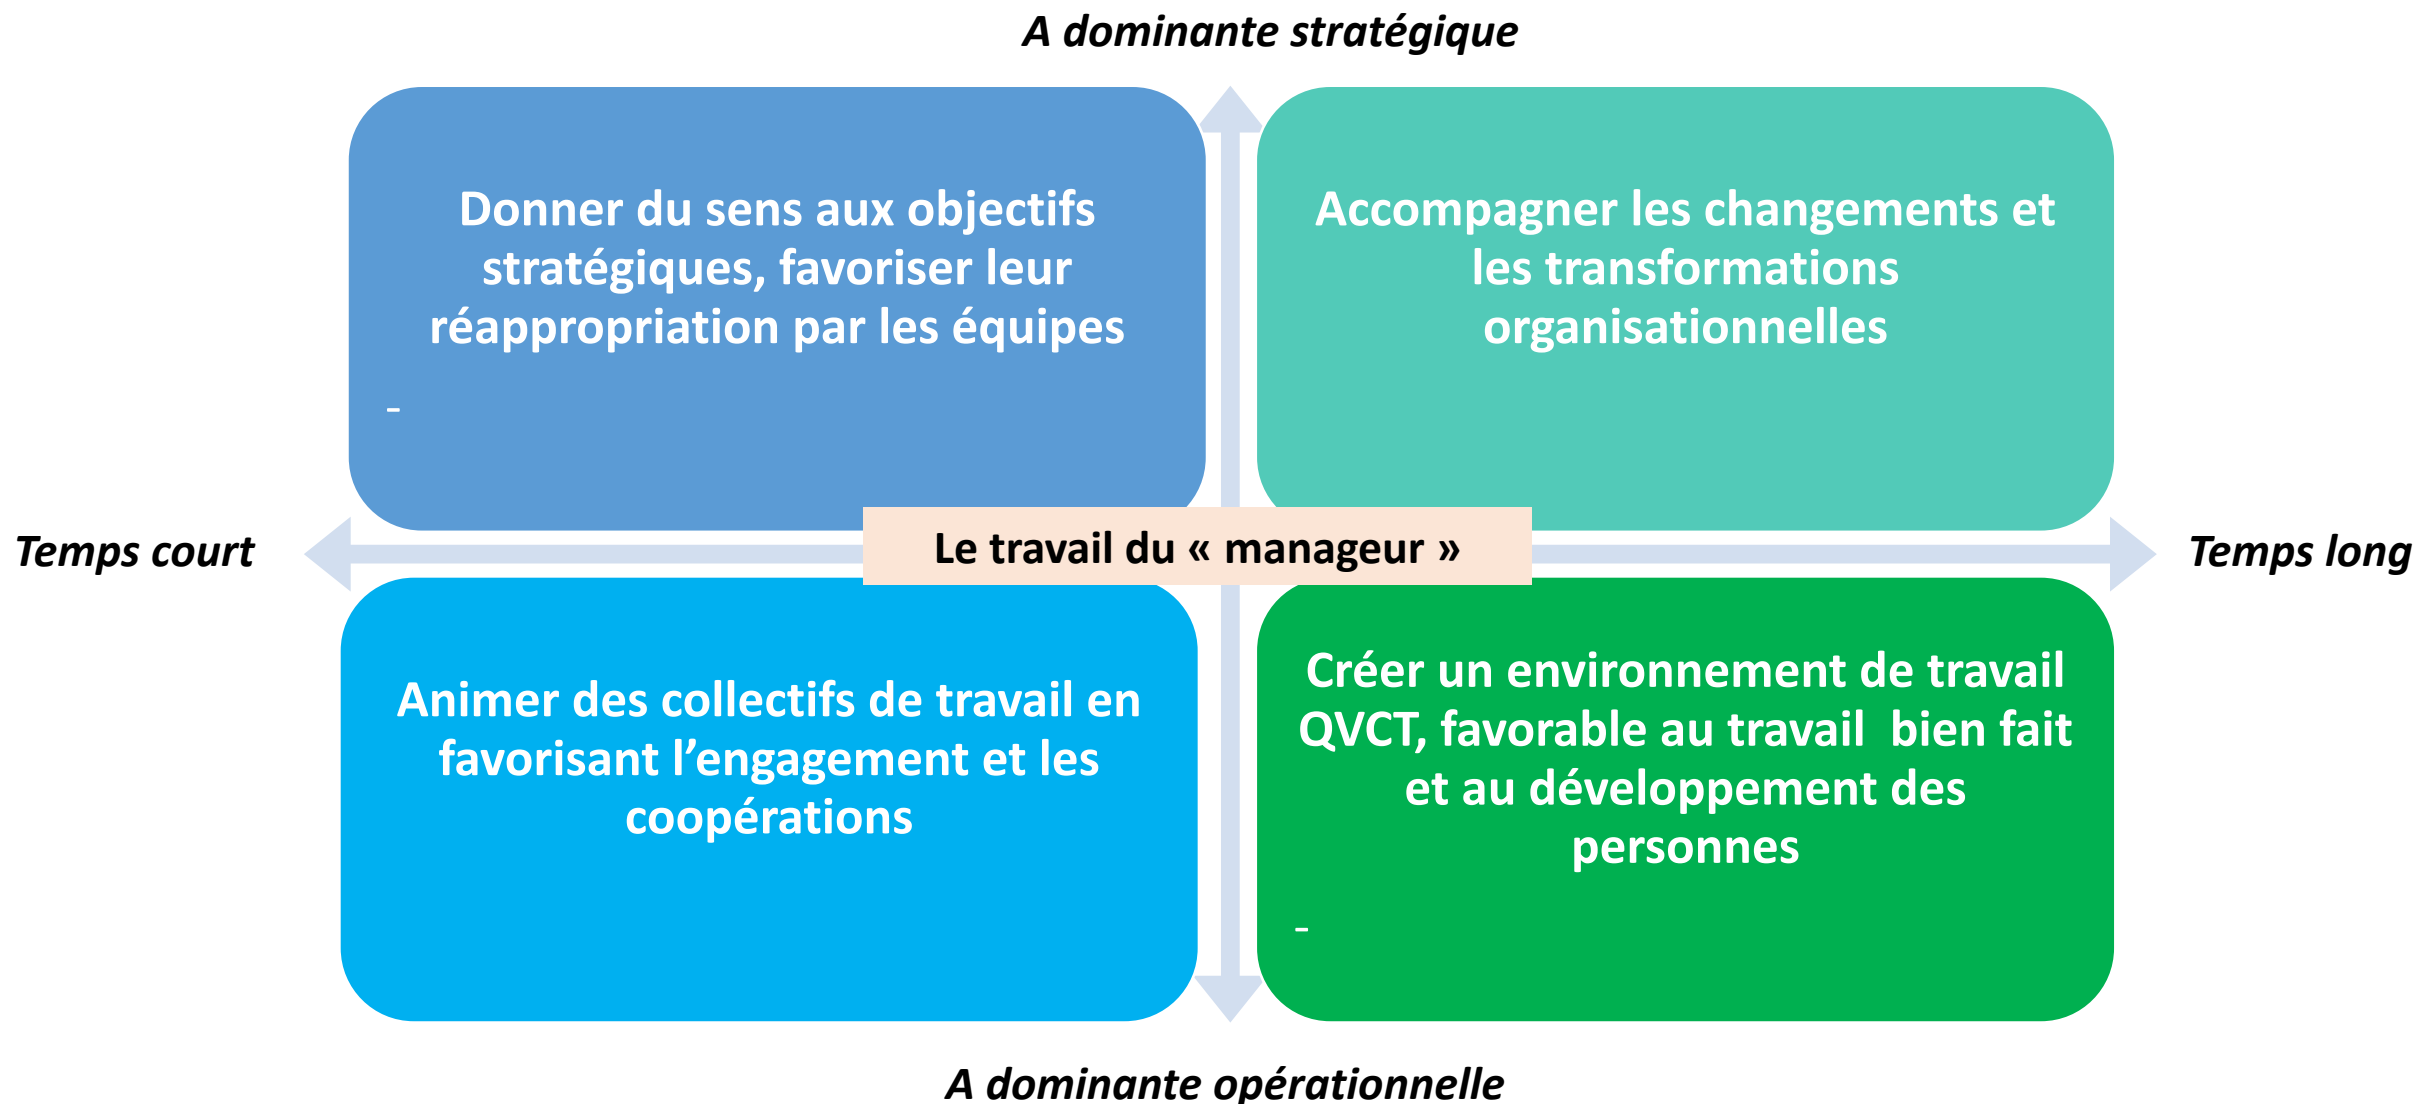 A dominante stratégique
Donner du sens aux objectifs
stratégiques, favoriser leur
réappropriation par les équipes
-
Accompagner les changements et
les transformations
organisationnelles
Temps court
Le travail du « manageur »
Temps long
Animer des collectifs de travail en
favorisant l’engagement et les
coopérations
Créer un environnement de travail
QVCT, favorable au travail  bien fait
et au développement des
personnes
-
A dominante opérationnelle